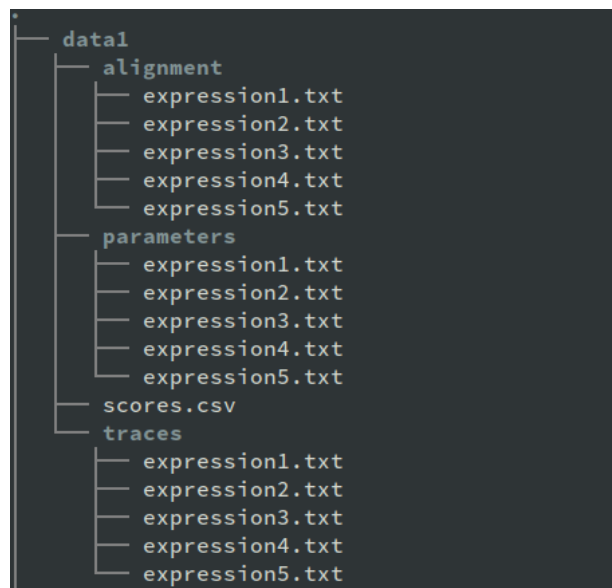 .
data1
alignment
expression1.txt
expression2.txt
expression3.txt
expression4.txt
expression5.txt
parameters
expression1.txt
expression2.txt
expression3.txt
expression4.txt
expression5.txt
scores.csv
traces
expression1.txt
expression2.txt
expression3.txt
expression4.txt
expression5.txt